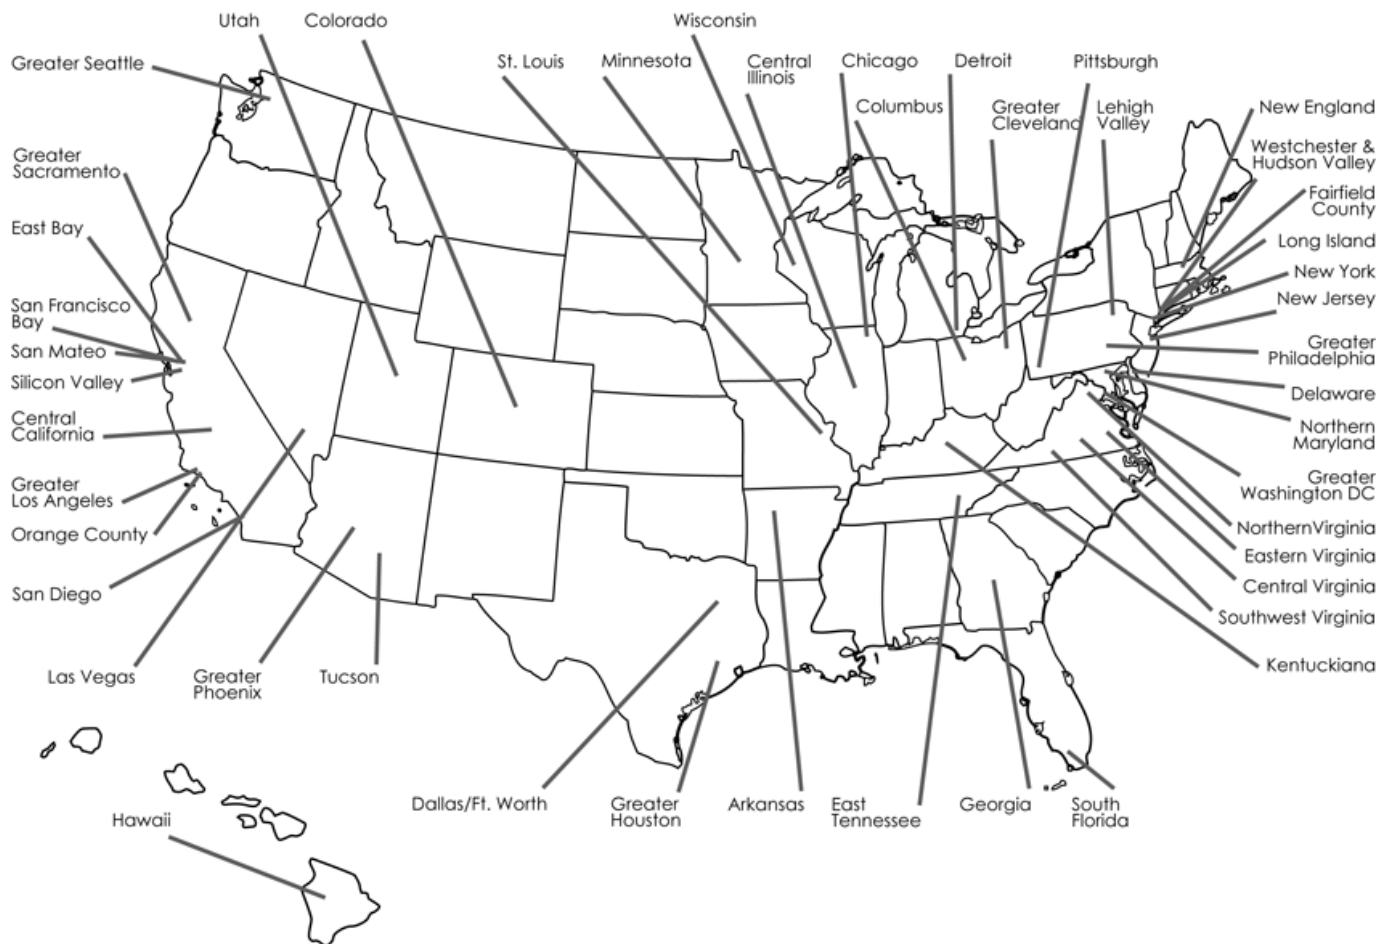 Utah
Colorado
Wisconsin
Greater Seattle
St. Louis
Minnesota
Central
Illinois
Chicago
Detroit
Pittsburgh
Columbus
Greater
Cleveland
Lehigh
Valley
New England
Westchester &
Hudson Valley
Fairfield
County
Long Island
New York
New Jersey
Greater
Philadelphia
Delaware
Northern
Maryland
Greater
Washington DC
NorthernVirginia
Eastern Virginia
Central Virginia
Southwest Virginia
Kentuckiana
Greater
Sacramento
East Bay
San Francisco
Bay
San Mateo
Silicon Valley
Central
California
Greater
Los Angeles
Orange County
San Diego
Las Vegas
Greater
Phoenix
Tucson
Dallas/Ft. Worth
Greater
Houston
Arkansas
East
Tennessee
Georgia
South
Florida
Hawaii